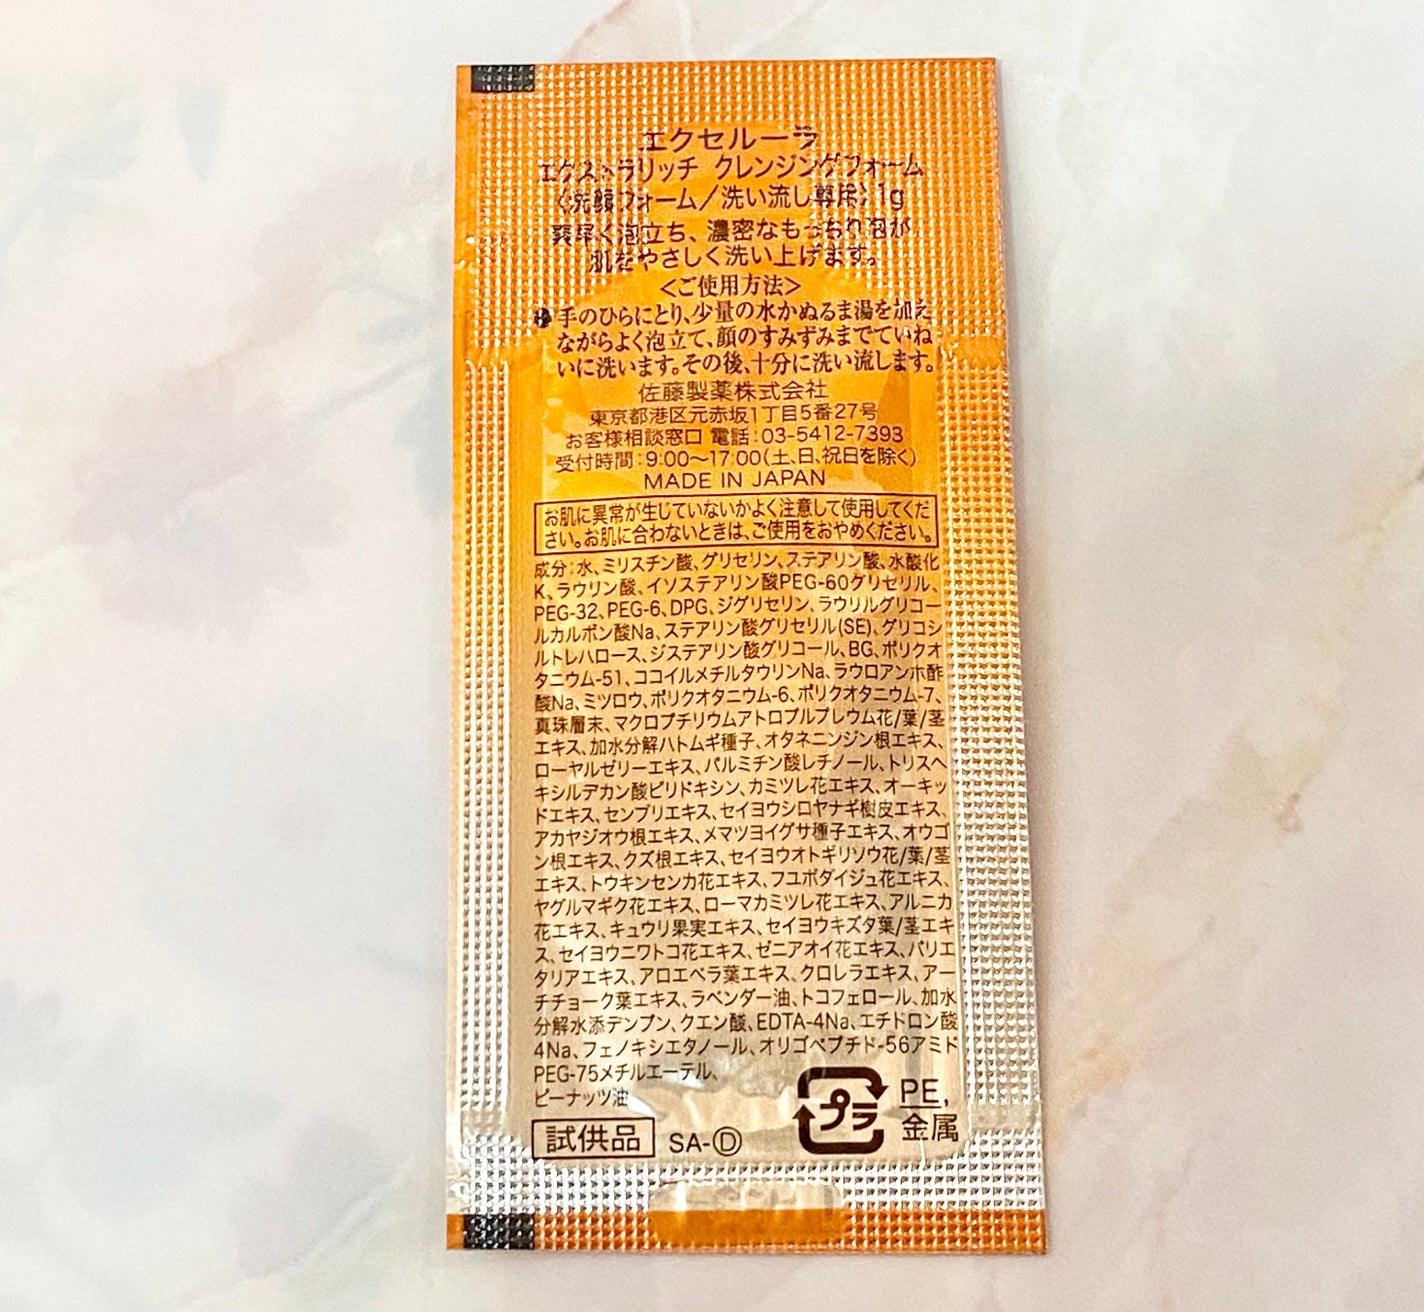 エクセルーラ
エクストラリッチ クレンジングフォーム
〈洗顔フォーム/洗い流し専用〉1g
素早く泡立ち、濃密なもっちり泡が
肌をやさしく洗い上げます。
<ご使用方法>
●手のひらにとり、少量の水かぬるま湯を加え
ながらよく泡立て、顔のすみずみまでていね
いに洗います。その後、十分に洗い流します。
佐藤製薬株式会社
東京都港区元赤坂1丁目5番27号
お客様相談窓口 電話:03-5412-7393
受付時間:9:00〜17:00(土、日、祝日を除く)
MADE IN JAPAN
お肌に異常が生じていないかよく注意して使用してくだ
さい。お肌に合わないときは、ご使用をおやめください。
成分:水、ミリスチン酸、グリセリン、ステアリン酸、水酸化
K、ラウリン酸、イソステアリン酸PEG-60グリセリル、
PEG-32、PEG-6、DPG、ジグリセリン、ラウリルグリコー
ルカルボン酸Na、ステアリン酸グリセリル(SE)、グリコシ
ルトレハロース、ジステアリン酸グリコール、BG、ポリクオ
タニウム-51、ココイルメチルタウリンNa、ラウロアンホ酢
酸Na、ミツロウ、ポリクオタニウム-6、ポリクオタニウム-7、
真珠層末、マクロプチリウムアトロプルプレウム花/葉/茎
エキス、加水分解ハトムギ種子、オタネニンジン根エキス、
ローヤルゼリーエキス、パルミチン酸レチノール、トリスヘ
キシルデカン酸ピリドキシン、カミツレ花エキス、オーキッ
ドエキス、センブリエキス、セイヨウシロヤナギ樹皮エキス、
アカヤジオウ根エキス、メマツヨイグサ種子エキス、オウゴ
ン根エキス、クズ根エキス、セイヨウオトギリソウ花/葉/茎
エキス、トウキンセンカ花エキス、フユボダイジュ花エキス、
ヤグルマギク花エキス、ローマカミツレ花エキス、アルニカ
花エキス、キュウリ果実エキス、セイヨウキズタ葉/茎エキ
ス、セイヨウニワトコ花エキス、ゼニアオイ花エキス、パリエ
タリアエキス、アロエベラ葉エキス、クロレラエキス、アー
チチョーク葉エキス、ラベンダー油、トコフェロール、加水
分解水添デンプン、クエン酸、EDTA-4Na、エチドロン酸
4Na、フェノキシエタノール、オリゴペプチド-56アミド
PEG-75メチルエーテル、
ピーナッツ油
試供品 SA-Ⓓ プラ PE,
金属